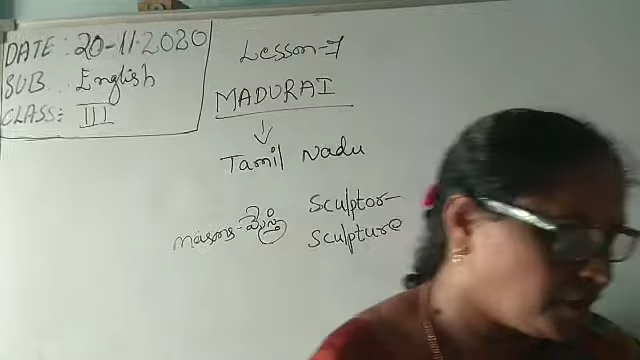 DATE: 20-11-2020
SUB.. English
CLASS: III
Lesson-7
MADURAI
Tamil Nadu
Sculptor-
masons-మేస్త్రి Sculpture